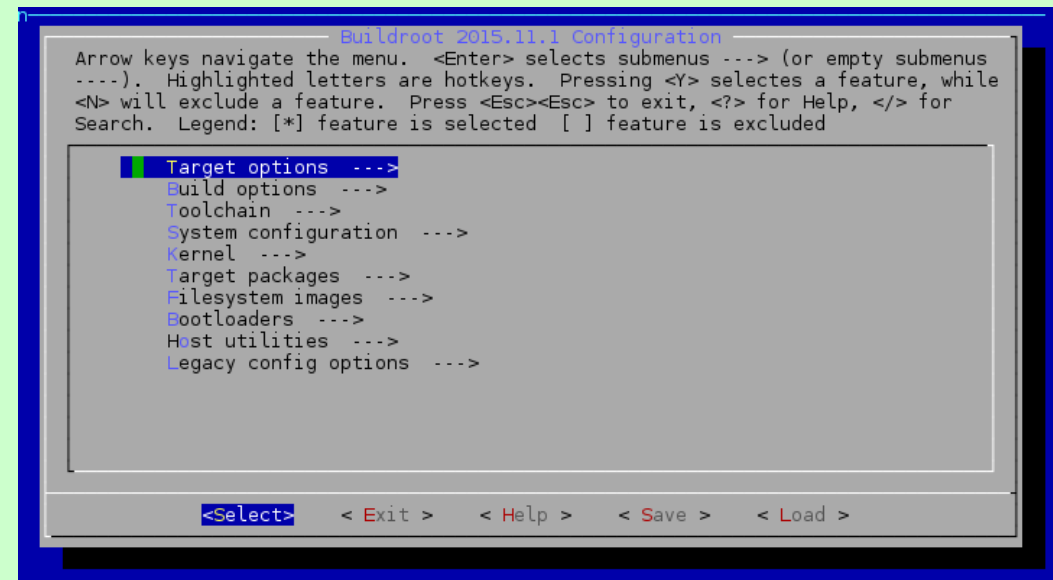 n
Buildroot 2015.11.1 Configuration
Arrow keys navigate the menu.  <Enter> selects submenus ---> (or empty submenus
----).  Highlighted letters are hotkeys.  Pressing <Y> selectes a feature, while
<N> will exclude a feature.  Press <Esc><Esc> to exit, <?> for Help, </> for
Search.  Legend: [*] feature is selected  [ ] feature is excluded
Target options  --->
Build options  --->
Toolchain  --->
System configuration  --->
Kernel  --->
Target packages  --->
Filesystem images  --->
Bootloaders  --->
Host utilities  --->
Legacy config options  --->
<Select>    < Exit >    < Help >    < Save >    < Load >